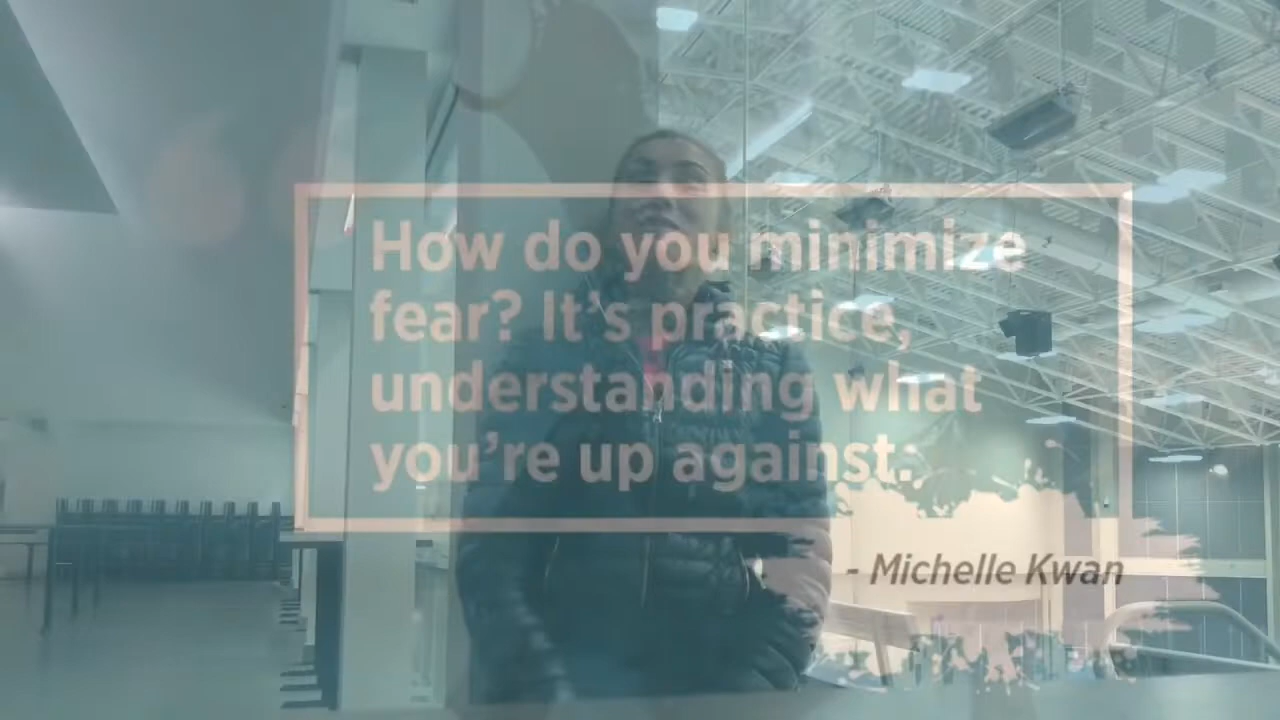 How do you minimize
fear? It's practice,
understanding what
you're up against.
- Michelle Kwan